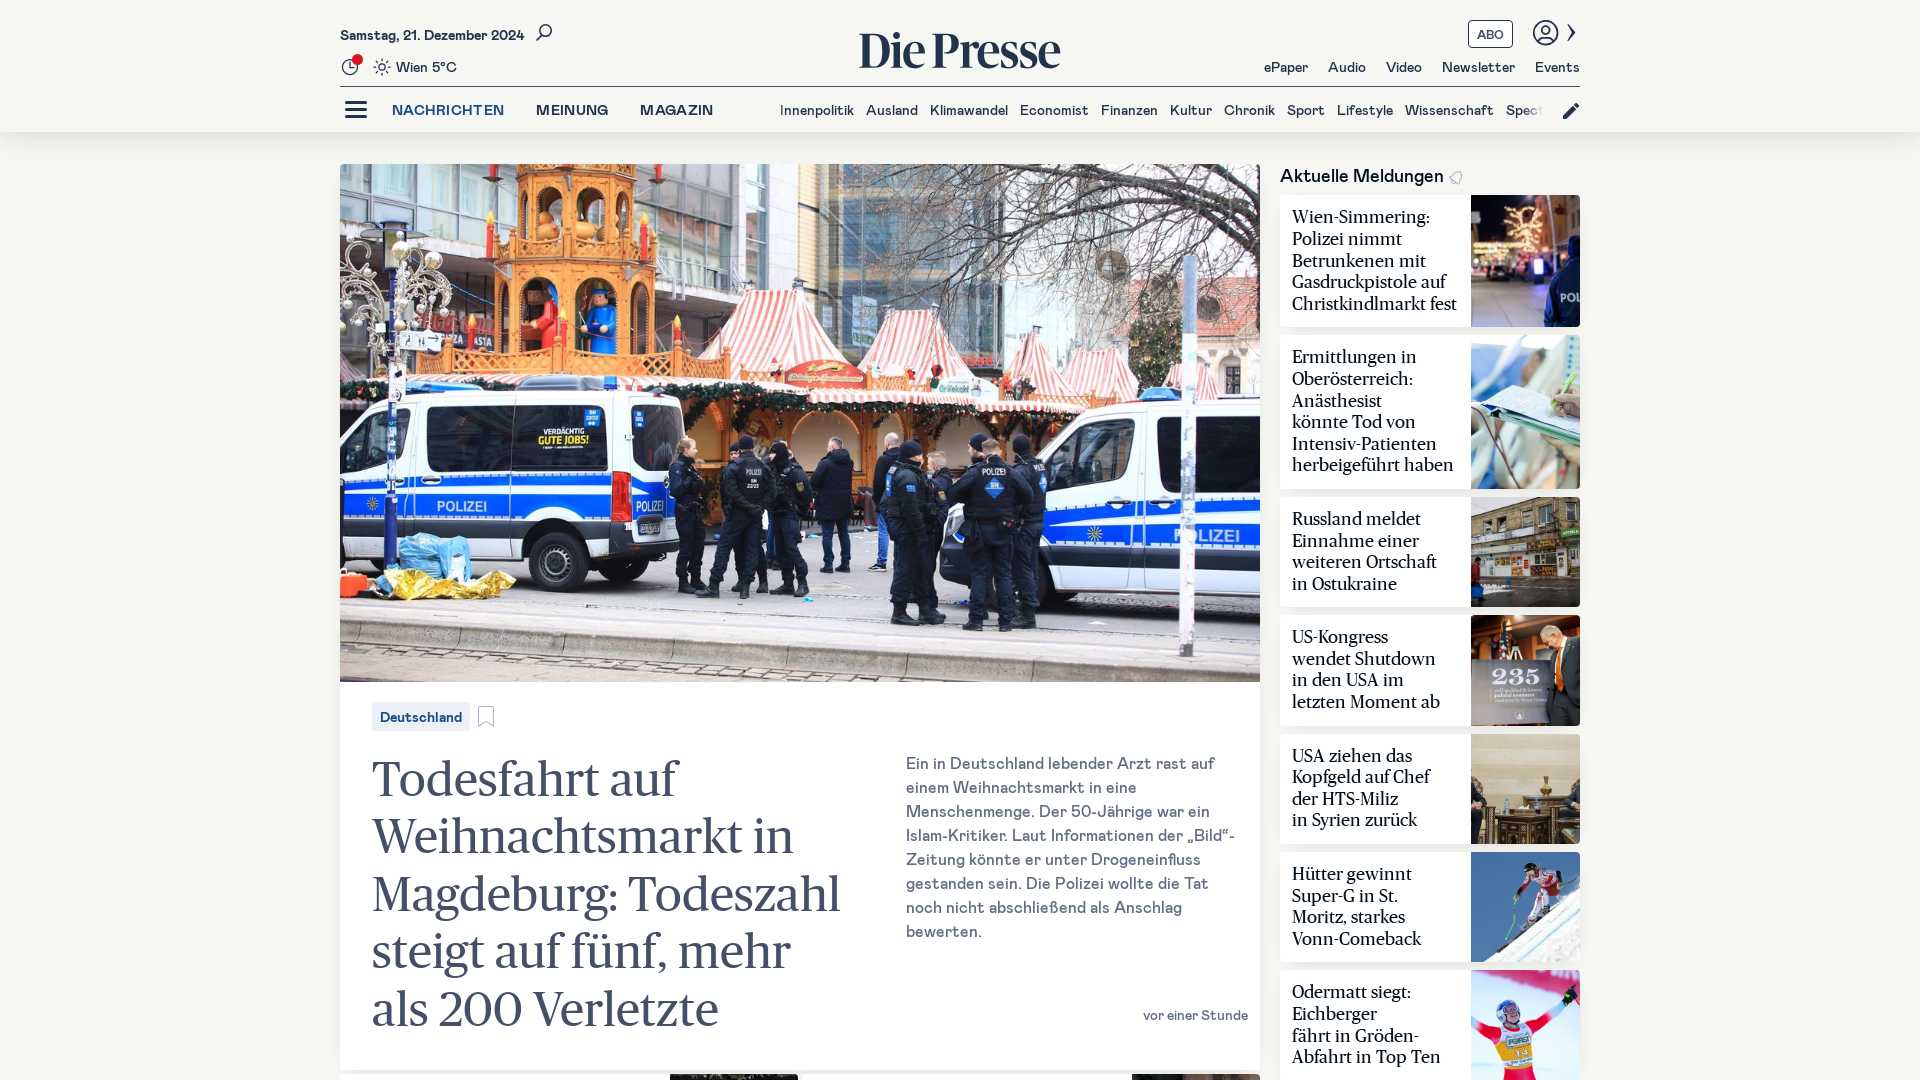 Samstag, 21. Dezember 2024
Die Presse
ABO
Wien 5°C
ePaper Audio Video Newsletter Events
NACHRICHTEN MEINUNG MAGAZIN Innenpolitik Ausland Klimawandel Economist Finanzen Kultur Chronik Sport Lifestyle Wissenschaft Spect
VERDÄCHTIG
GUTE JOBS!
POLIZEI
POLIZEI
POLIZEI
POLIZEI
POLIZEI
Deutschland
Todesfahrt auf
Weihnachtsmarkt in
Magdeburg: Todeszahl
steigt auf fünf, mehr
als 200 Verletzte
Ein in Deutschland lebender Arzt rast auf
einem Weihnachtsmarkt in eine
Menschenmenge. Der 50-Jährige war ein
Islam-Kritiker. Laut Informationen der „Bild“-
Zeitung könnte er unter Drogeneinfluss
gestanden sein. Die Polizei wollte die Tat
noch nicht abschließend als Anschlag
bewerten.
vor einer Stunde
Aktuelle Meldungen
Wien-Simmering:
Polizei nimmt
Betrunkenen mit
Gasdruckpistole auf
Christkindlmarkt fest
POL
Ermittlungen in
Oberösterreich:
Anästhesist
könnte Tod von
Intensiv-Patienten
herbeigeführt haben
Russland meldet
Einnahme einer
weiteren Ortschaft
in Ostukraine
US-Kongress
wendet Shutdown
in den USA im
letzten Moment ab
235
USA ziehen das
Kopfgeld auf Chef
der HTS-Miliz
in Syrien zurück
Hütter gewinnt
Super-G in St.
Moritz, starkes
Vonn-Comeback
Odermatt siegt:
Eichberger
fährt in Gröden-
Abfahrt in Top Ten